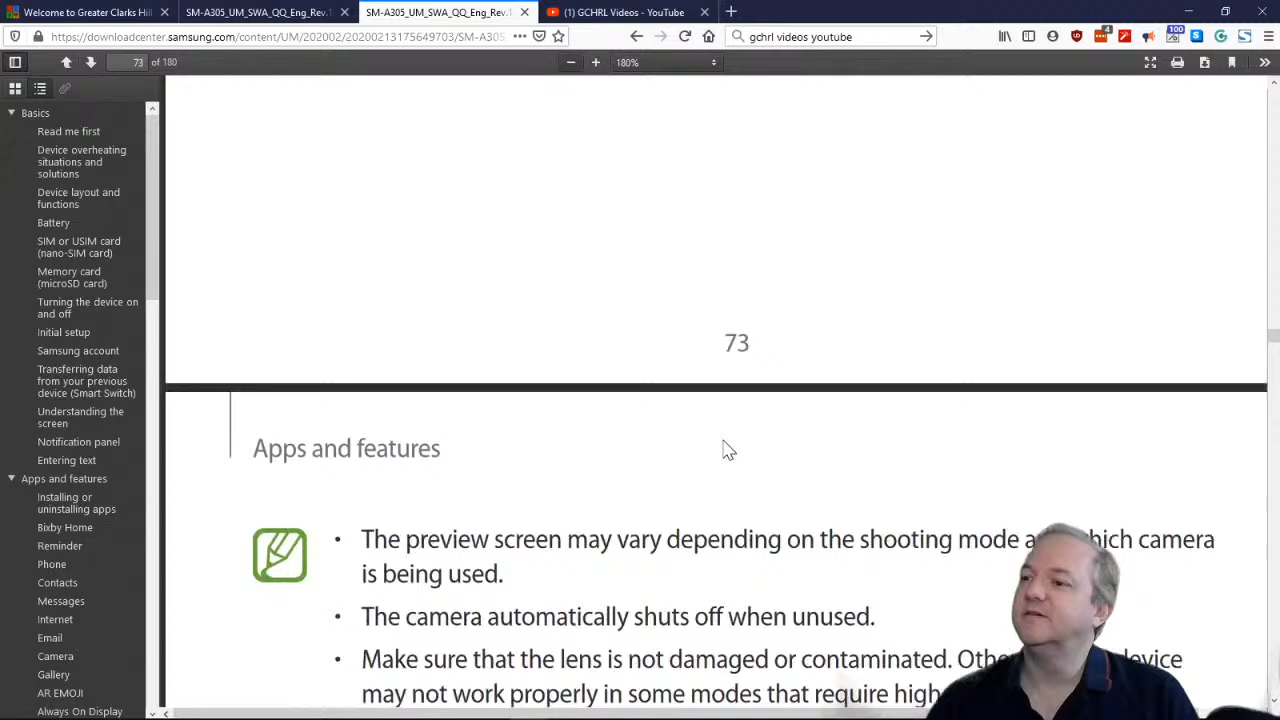 Welcome to Greater Clarks Hill
SM-A305_UM_SWA_QQ_Eng_Rev.1
SM-A305_UM_SWA_QQ_Eng_Rev.1
(1) GCHRL Videos - YouTube
https://downloadcenter.samsung.com/content/UM/202002/20200213175649703/SM-A305
gchrl videos youtube
100
73
of 180
180%
Basics
Read me first
Device overheating
situations and
solutions
Device layout and
functions
Battery
SIM or USIM card
(nano-SIM card)
Memory card
(microSD card)
Turning the device on
and off
Initial setup
Samsung account
Transferring data
from your previous
device (Smart Switch)
Understanding the
screen
Notification panel
Entering text
Apps and features
Installing or
uninstalling apps
Bixby Home
Reminder
Phone
Contacts
Messages
Internet
Email
Camera
Gallery
AR EMOJI
Always On Display
73
Apps and features
• The preview screen may vary depending on the shooting mode camera
is being used.
• The camera automatically shuts off when unused.
• Make sure that the lens is not damaged or contaminated. device
may not work properly in some modes that require high